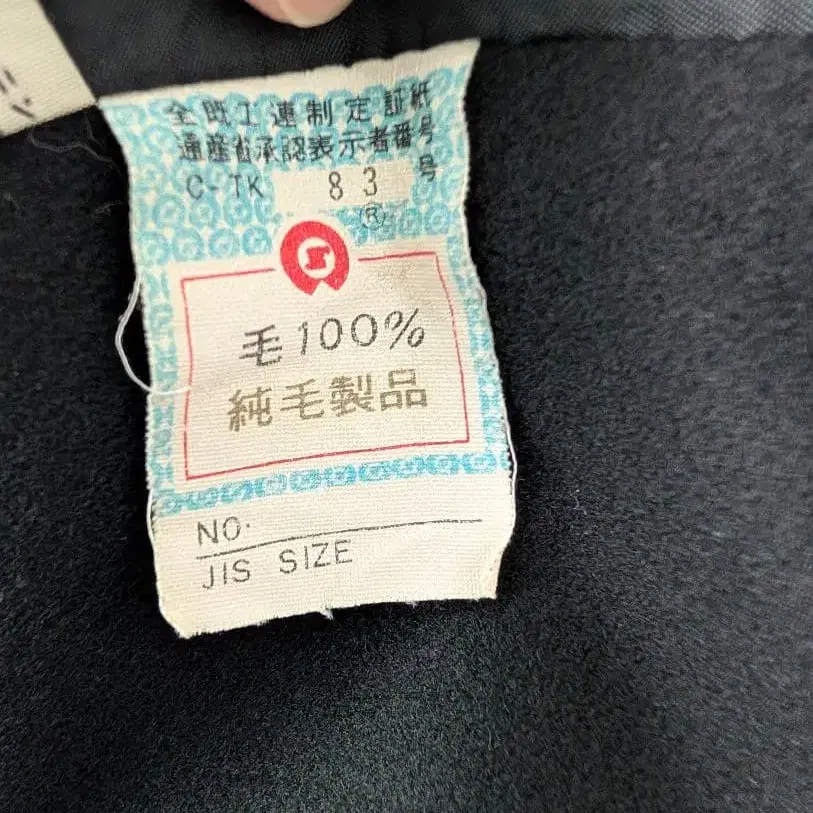 全既工連制定証紙
通産省承認表示者番号
C-TK 83 号
®
毛100%
純毛製品
NO.
JIS SIZE